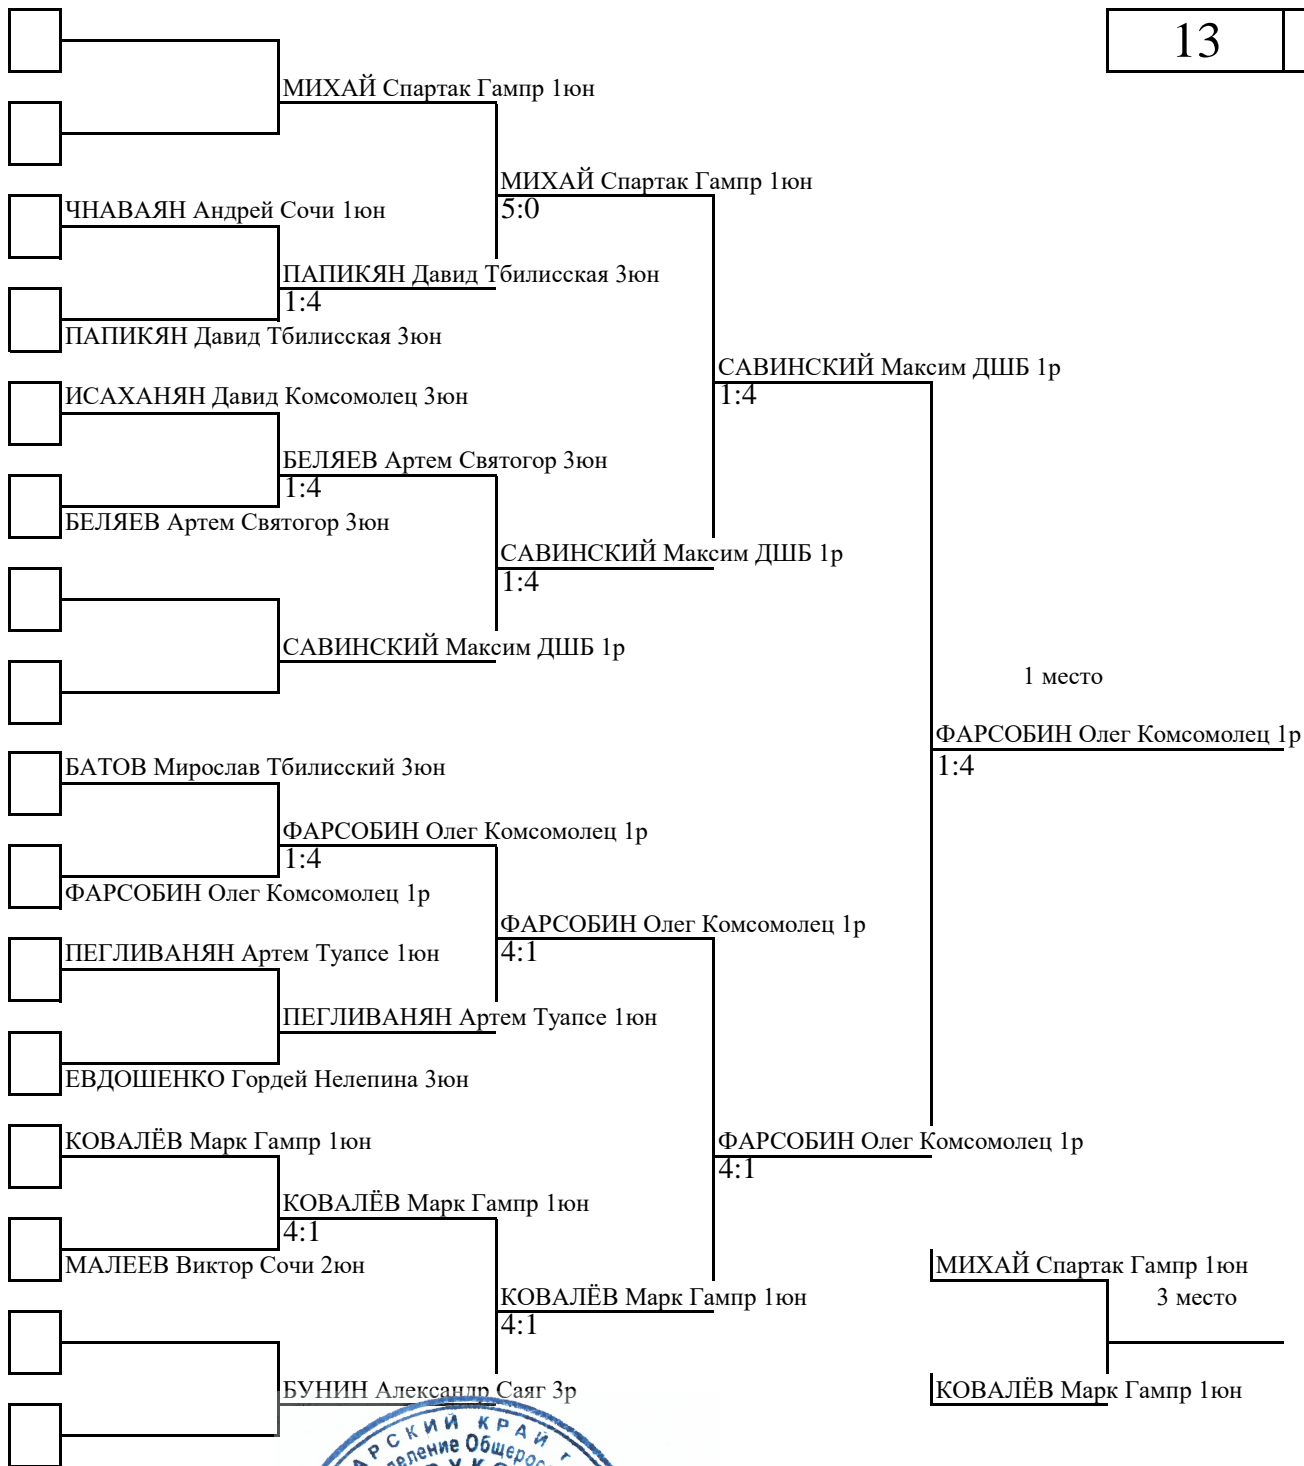 13
МИХАЙ Спартак Гампр 1юн
МИХАЙ Спартак Гампр 1юн
5:0
ЧНАВАЯН Андрей Сочи 1юн
ПАПИКЯН Давид Тбилисская 3юн
1:4
ПАПИКЯН Давид Тбилисская 3юн
САВИНСКИЙ Максим ДШБ 1р
1:4
ИСАХАНЯН Давид Комсомолец 3юн
БЕЛЯЕВ Артем Святогор 3юн
1:4
БЕЛЯЕВ Артем Святогор 3юн
САВИНСКИЙ Максим ДШБ 1р
1:4
САВИНСКИЙ Максим ДШБ 1р
1 место
ФАРСОБИН Олег Комсомолец 1р
1:4
БАТОВ Мирослав Тбилисский 3юн
ФАРСОБИН Олег Комсомолец 1р
1:4
ФАРСОБИН Олег Комсомолец 1р
ФАРСОБИН Олег Комсомолец 1р
4:1
ПЕГЛИВАНЯН Артем Туапсе 1юн
ПЕГЛИВАНЯН Артем Туапсе 1юн
ЕВДОШЕНКО Гордей Нелепина 3юн
КОВАЛЁВ Марк Гампр 1юн
ФАРСОБИН Олег Комсомолец 1р
4:1
КОВАЛЁВ Марк Гампр 1юн
4:1
МАЛЕЕВ Виктор Сочи 2юн
МИХАЙ Спартак Гампр 1юн
3 место
КОВАЛЁВ Марк Гампр 1юн
4:1
БУНИН Александр Саяг 3р
КОВАЛЁВ Марк Гампр 1юн
КРАЙ